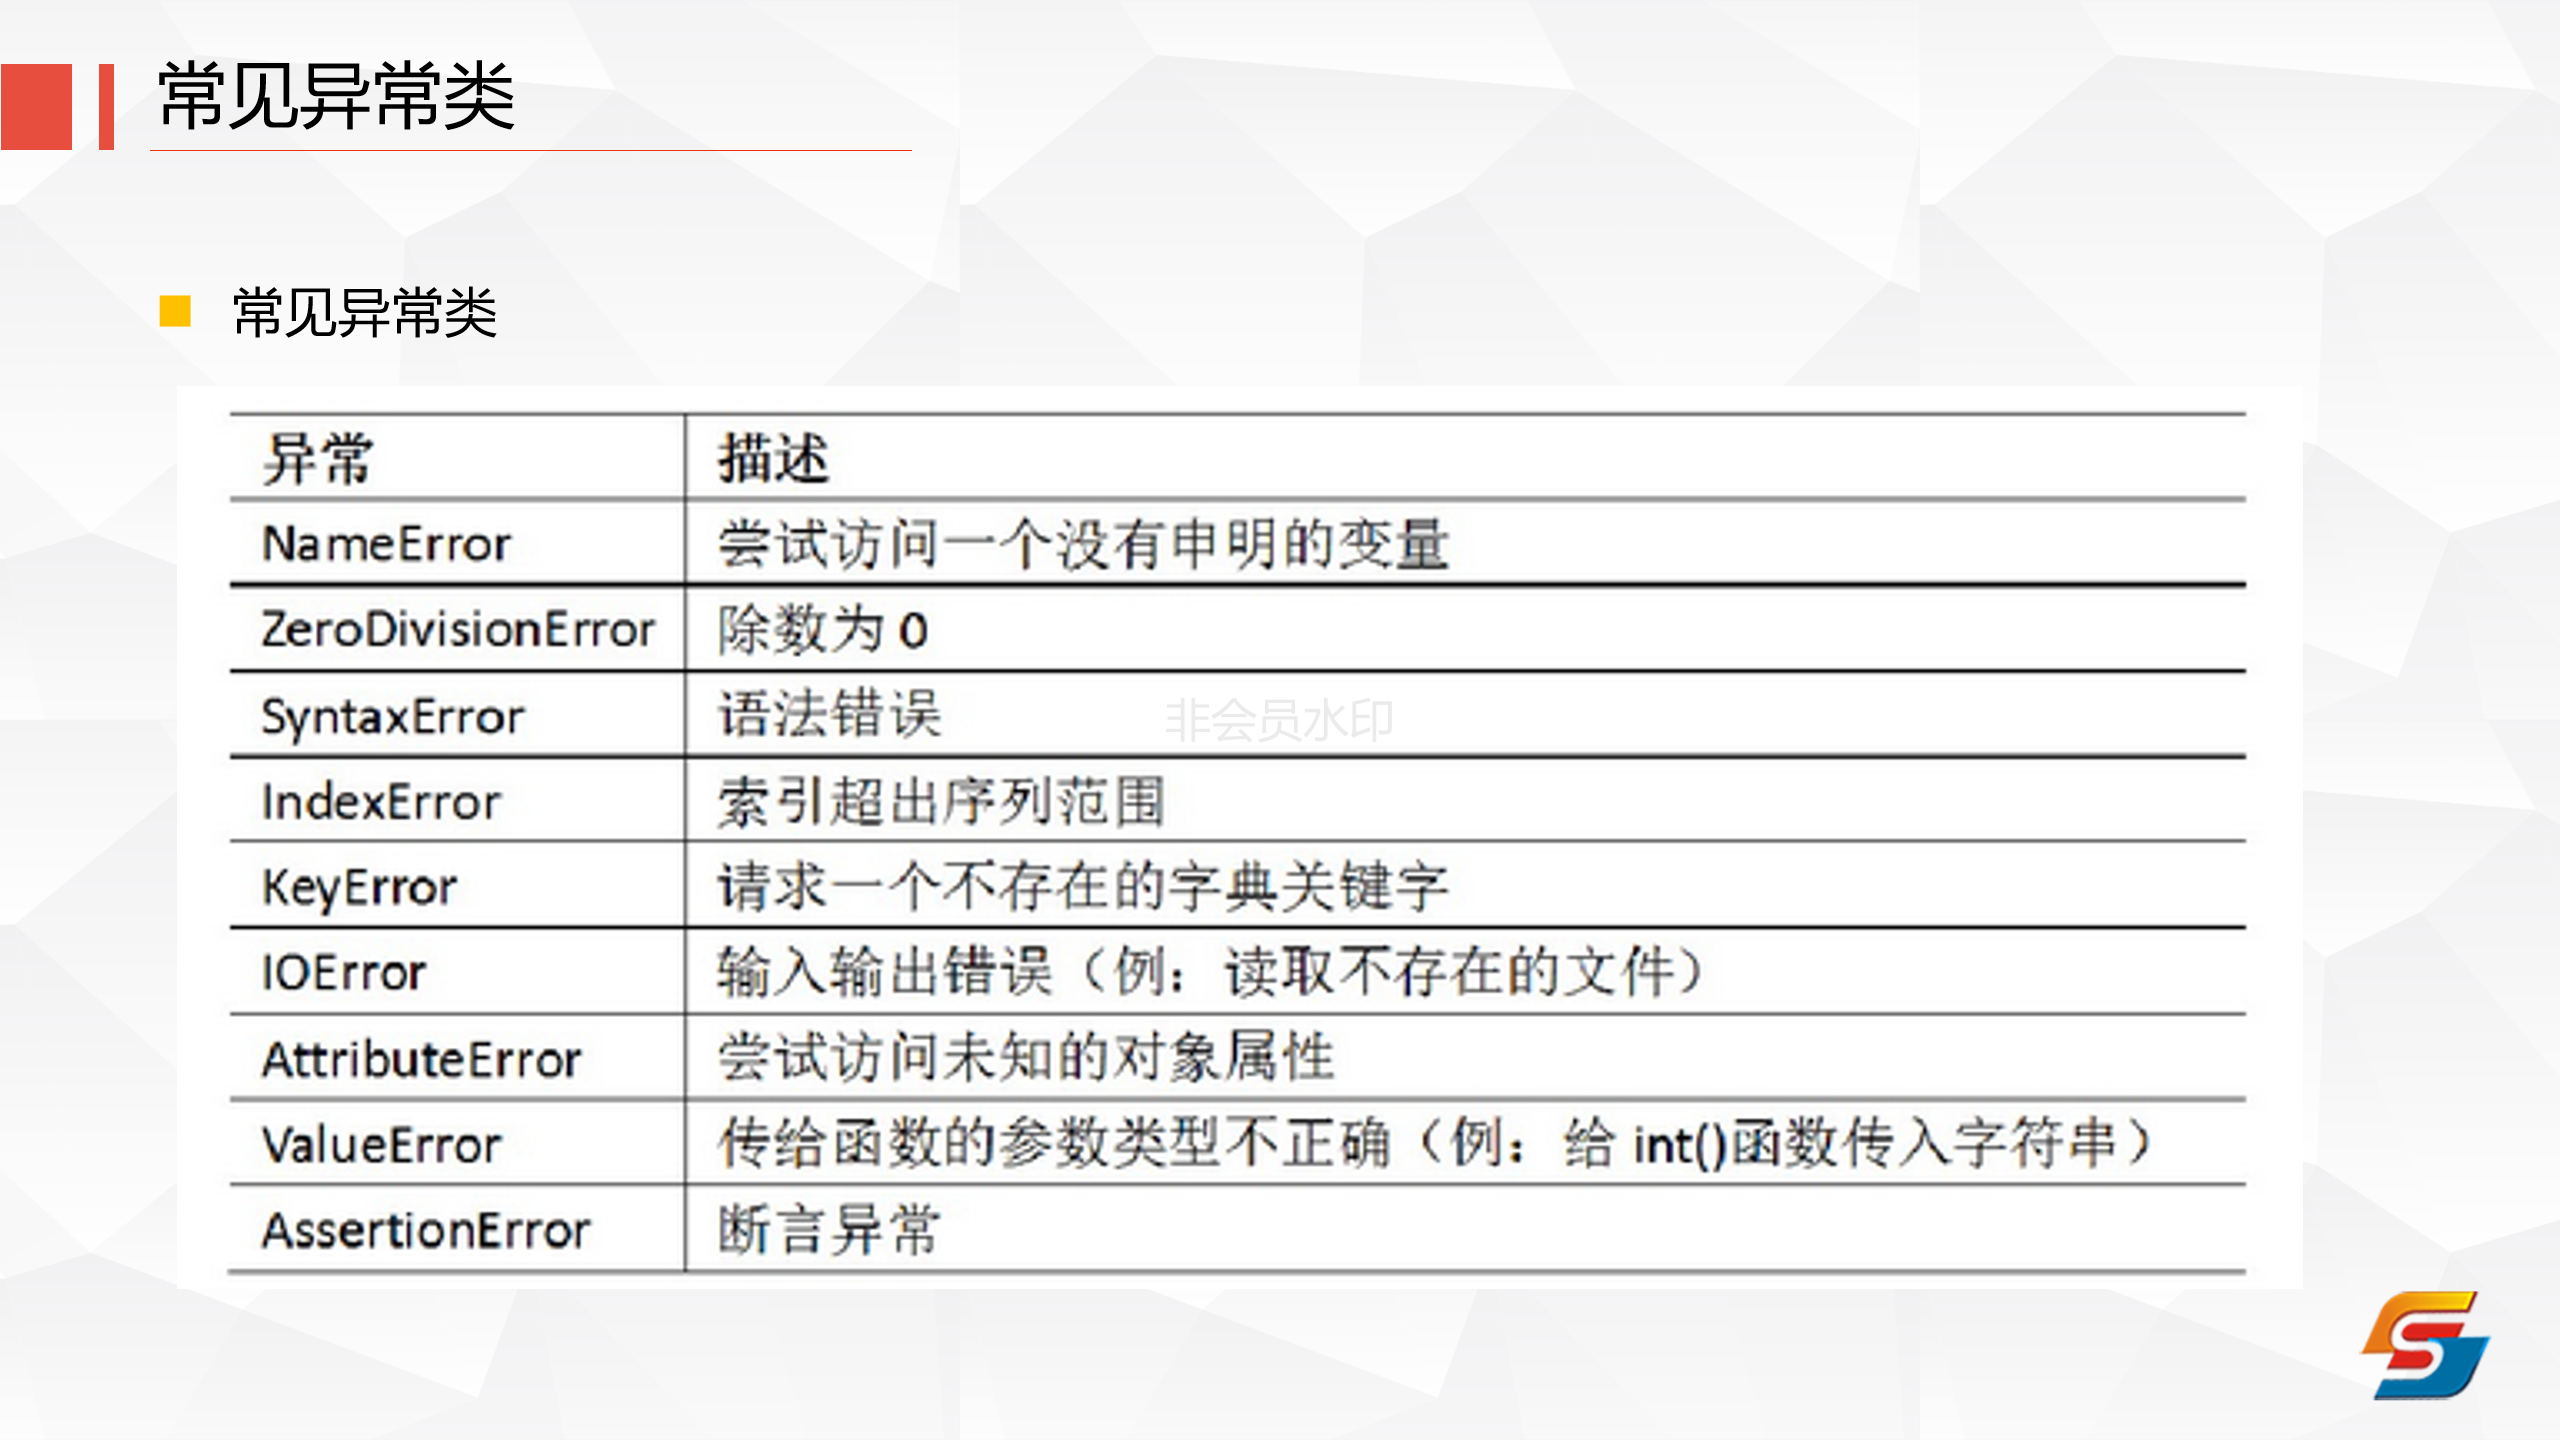 常见异常类
常见异常类
异常 描述
NameError 尝试访问一个没有申明的变量
ZeroDivisionError 除数为 0
SyntaxError 语法错误
非会员水印
IndexError 索引超出序列范围
KeyError 请求一个不存在的字典关键字
IOError 输入输出错误（例：读取不存在的文件）
AttributeError 尝试访问未知的对象属性
ValueError 传给函数的参数类型不正确（例：给 int()函数传入字符串）
AssertionError 断言异常